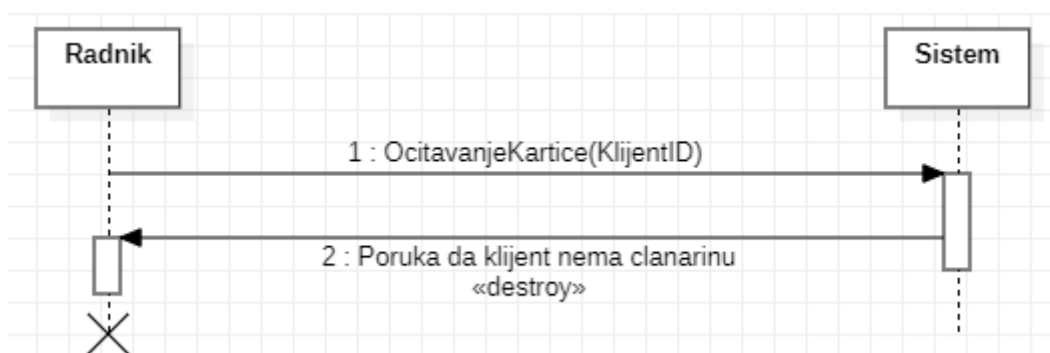 Radnik
Sistem
1 : OcitavanjeKartice(KlijentID)
2 : Poruka da klijent nema clanarinu
«destroy»